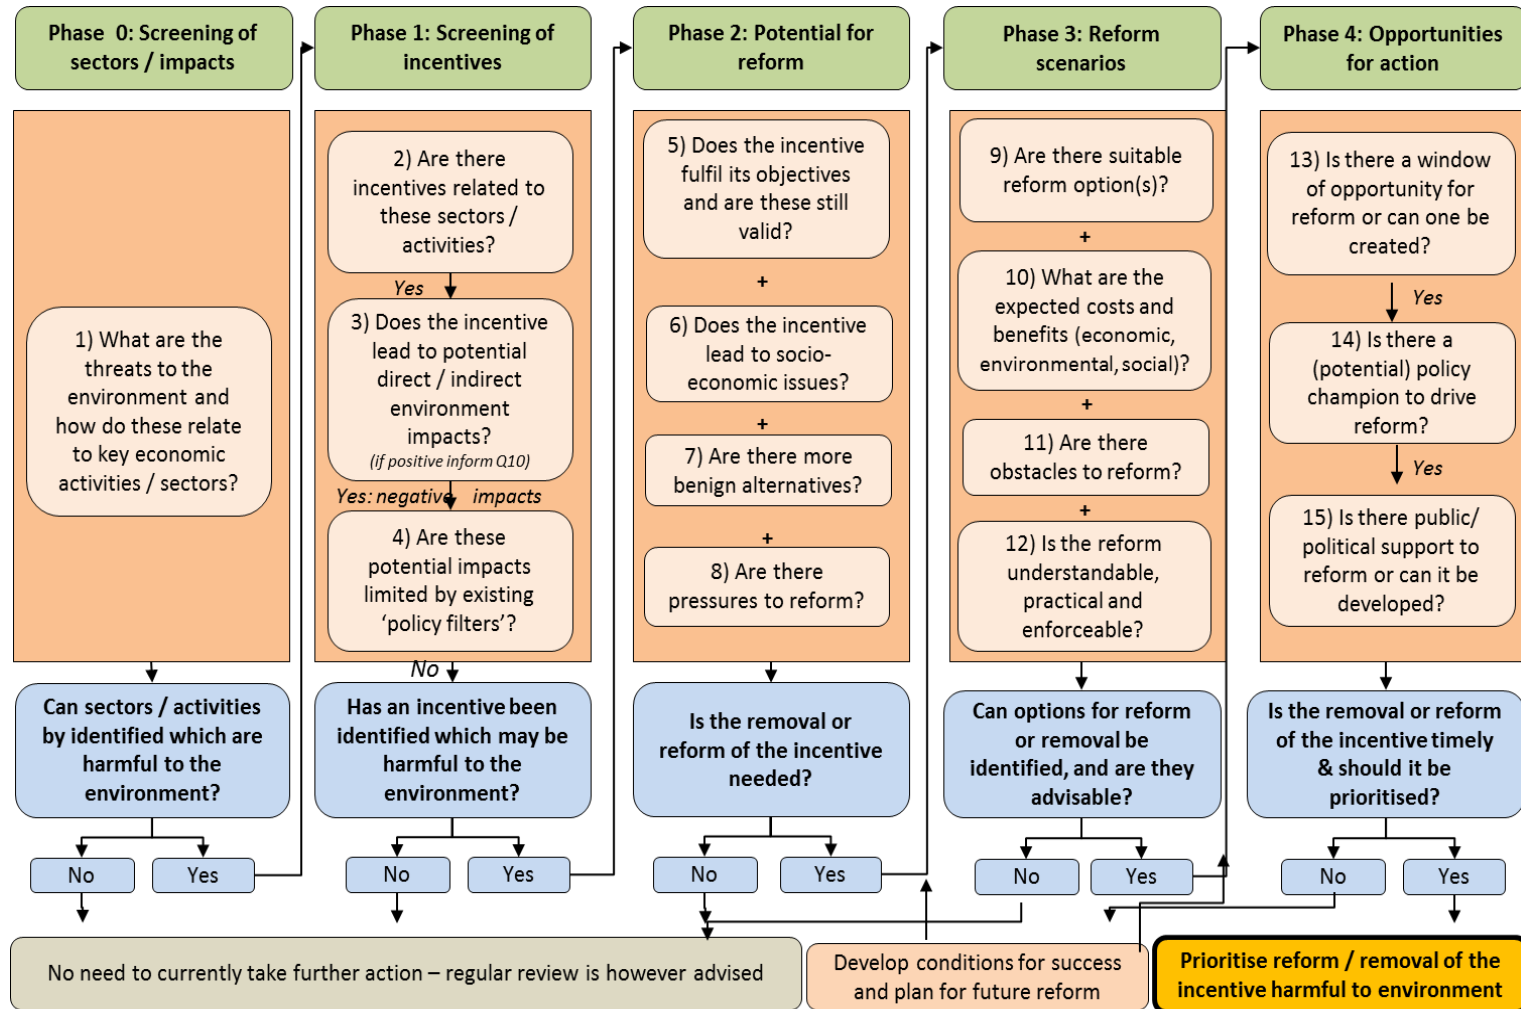 Phase 0: Screening of
sectors / impacts
1) What are the
threats to the
environment and
how do these relate
to key economic
activities / sectors?
Can sectors / activities
by identified which are
harmful to the
environment?
No
Yes
Phase 1: Screening of
incentives
2) Are there
incentives related to
these sectors /
activities?
Yes
3) Does the incentive
lead to potential
direct / indirect
environment
impacts?
(if positive inform Q10)
Yes: negative impacts
4) Are these
potential impacts
limited by existing
‘policy filters’?
No
Has an incentive been
identified which may be
harmful to the
environment?
No
Yes
Phase 2: Potential for
reform
5) Does the incentive
fulfil its objectives
and are these still
valid?
+
6) Does the incentive
lead to socio-
economic issues?
+
7) Are there more
benign alternatives?
+
8) Are there
pressures to reform?
Is the removal or
reform of the incentive
needed?
No
Yes
Phase 3: Reform
scenarios
9) Are there suitable
reform option(s)?
+
10) What are the
expected costs and
benefits (economic,
environmental, social)?
+
11) Are there
obstacles to reform?
+
12) Is the reform
understandable,
practical and
enforceable?
Can options for reform
or removal be
identified, and are they
advisable?
No
Yes
Phase 4: Opportunities
for action
13) Is there a window
of opportunity for
reform or can one be
created?
Yes
14) Is there a
(potential) policy
champion to drive
reform?
Yes
15) Is there public/
political support to
reform or can it be
developed?
Is the removal or reform
of the incentive timely
& should it be
prioritised?
No
Yes
No need to currently take further action – regular review is however advised
Develop conditions for success
and plan for future reform
Prioritise reform / removal of the
incentive harmful to environment